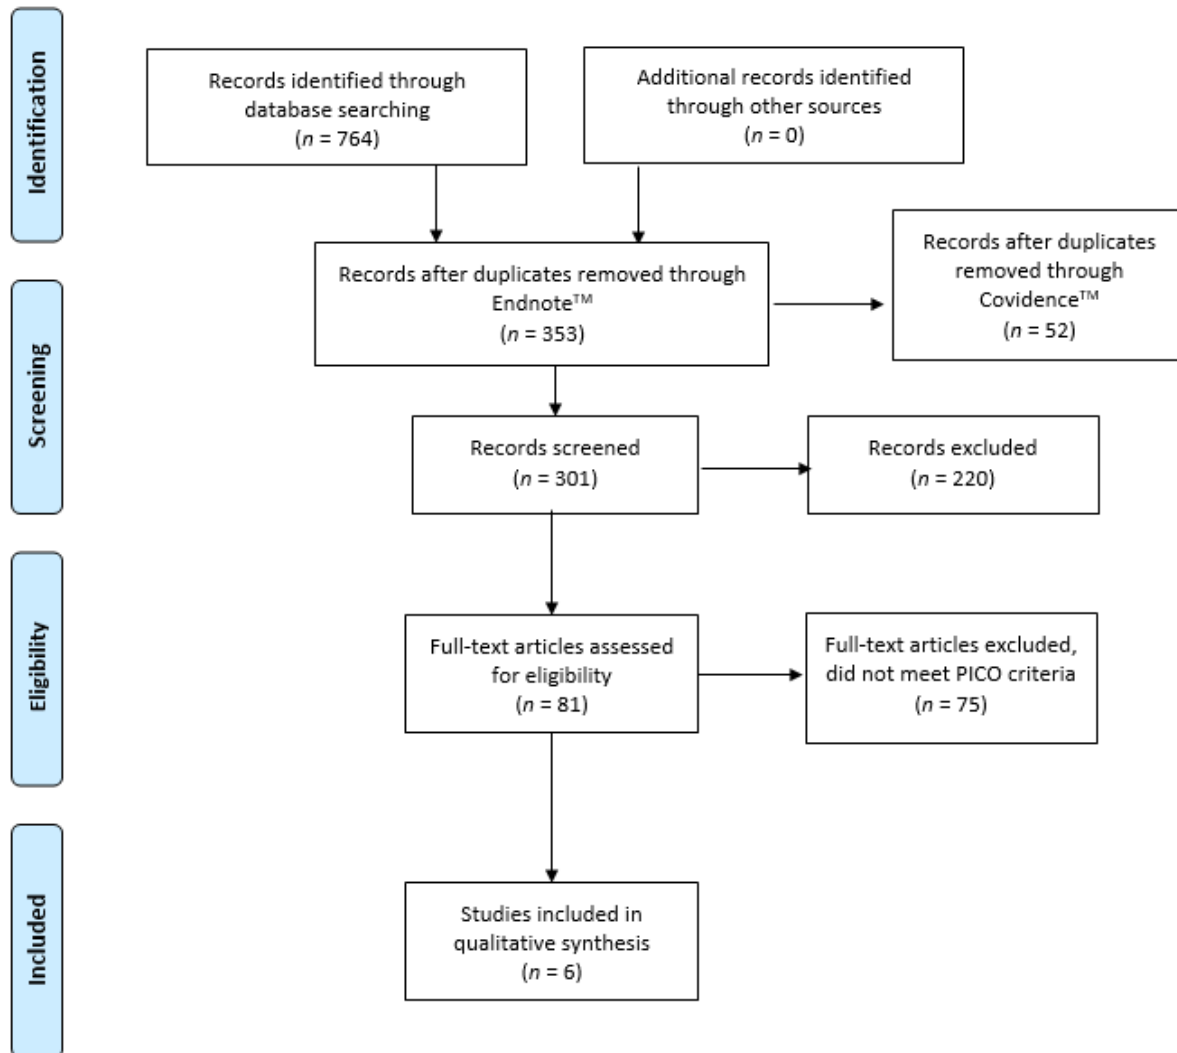 Identification
Records identified through
database searching
(n = 764)
Additional records identified
through other sources
(n = 0)
Records after duplicates removed through
Endnote™
(n = 353)
Records after duplicates
removed through
Covidence™
(n = 52)
Screening
Records screened
(n = 301)
Records excluded
(n = 220)
Eligibility
Full-text articles assessed
for eligibility
(n = 81)
Full-text articles excluded,
did not meet PICO criteria
(n = 75)
Included
Studies included in
qualitative synthesis
(n = 6)